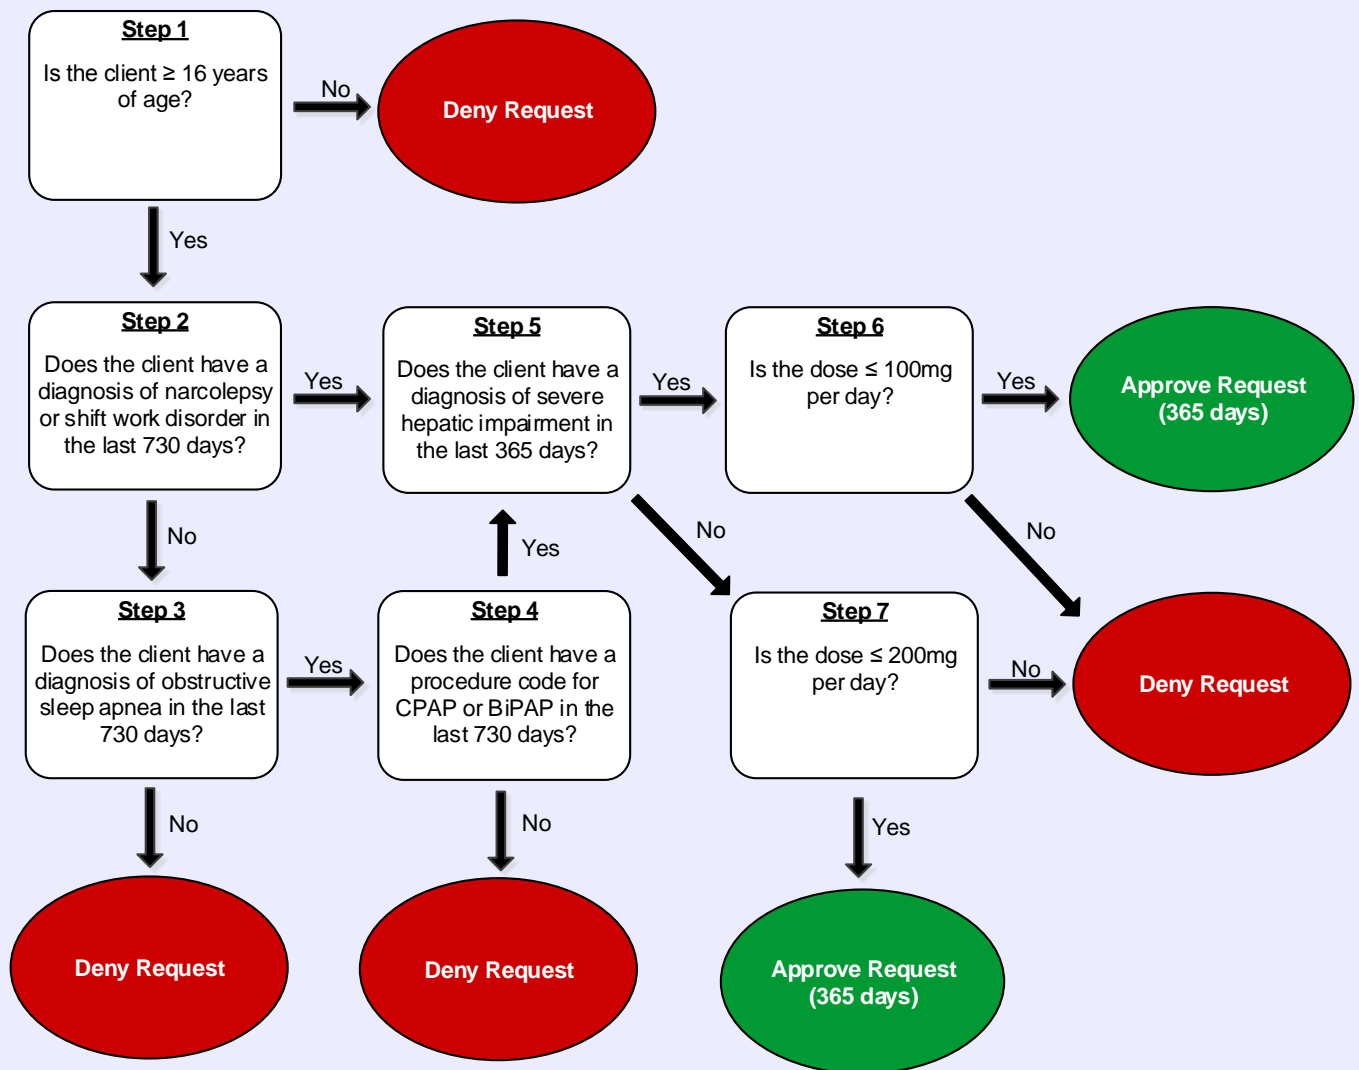 Step 1
Is the client ≥ 16 years
of age?
No
Deny Request
Yes
Step 2
Does the client have a
diagnosis of narcolepsy
or shift work disorder in
the last 730 days?
Yes
Step 5
Does the client have a
diagnosis of severe
hepatic impairment in
the last 365 days?
Yes
Step 6
Is the dose ≤ 100mg
per day?
Yes
Approve Request
(365 days)
No
Yes
No
No
Step 3
Does the client have a
diagnosis of obstructive
sleep apnea in the last
730 days?
Yes
Step 4
Does the client have a
procedure code for
CPAP or BiPAP in the
last 730 days?
Step 7
Is the dose ≤ 200mg
per day?
No
Deny Request
No
No
Yes
Deny Request
Deny Request
Approve Request
(365 days)